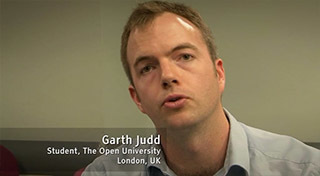 Garth Judd
Student, The Open University
London, UK